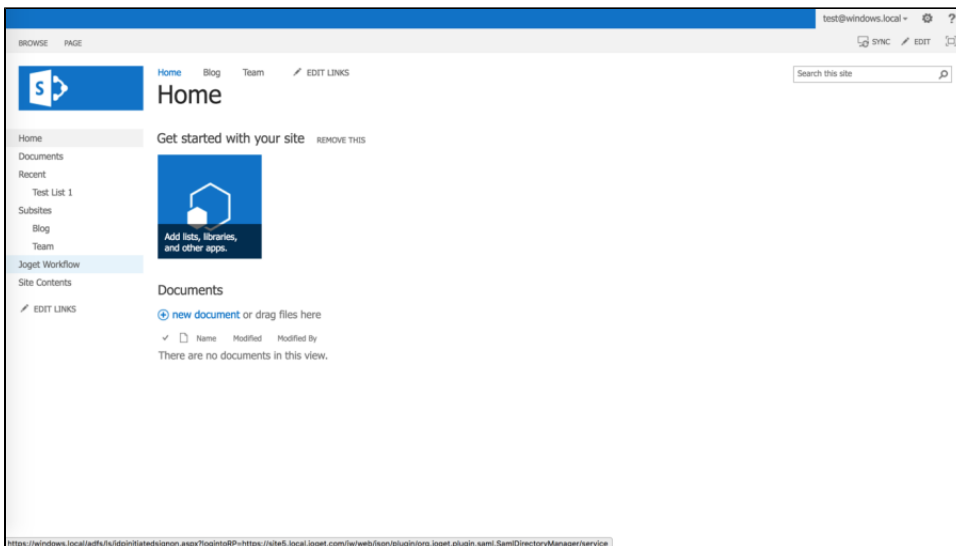 test@windows.local
?
BROWSE PAGE
SYNC EDIT
S
Home Blog Team EDIT LINKS
Home
Search this site
Home
Documents
Recent
Test List 1
Subsites
Blog
Team
Joget Workflow
Site Contents
EDIT LINKS
Get started with your site REMOVE THIS
Add lists, libraries,
and other apps.
Documents
new document or drag files here
Name Modified Modified By
There are no documents in this view.
https://windows.local/adfs/ls/idpinitiatedsignon.aspx?logintoRP=https://site5.local.joget.com/jw/web/json/plugin/org.joget.plugin.saml.SamlDirectoryManager/service